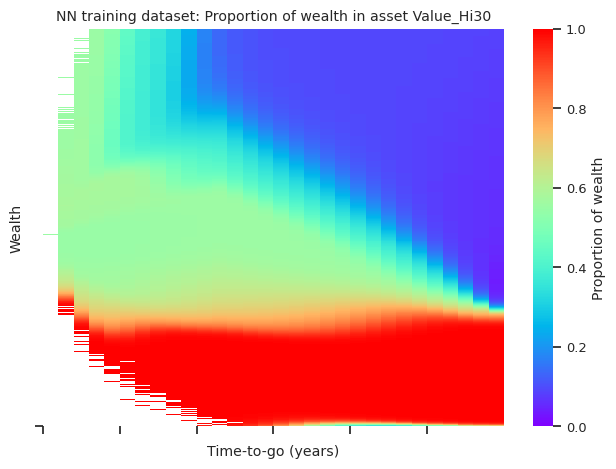 NN training dataset: Proportion of wealth in asset Value_Hi30
Wealth
Time-to-go (years)
1.0
0.8
0.6
0.4
0.2
0.0
Proportion of wealth